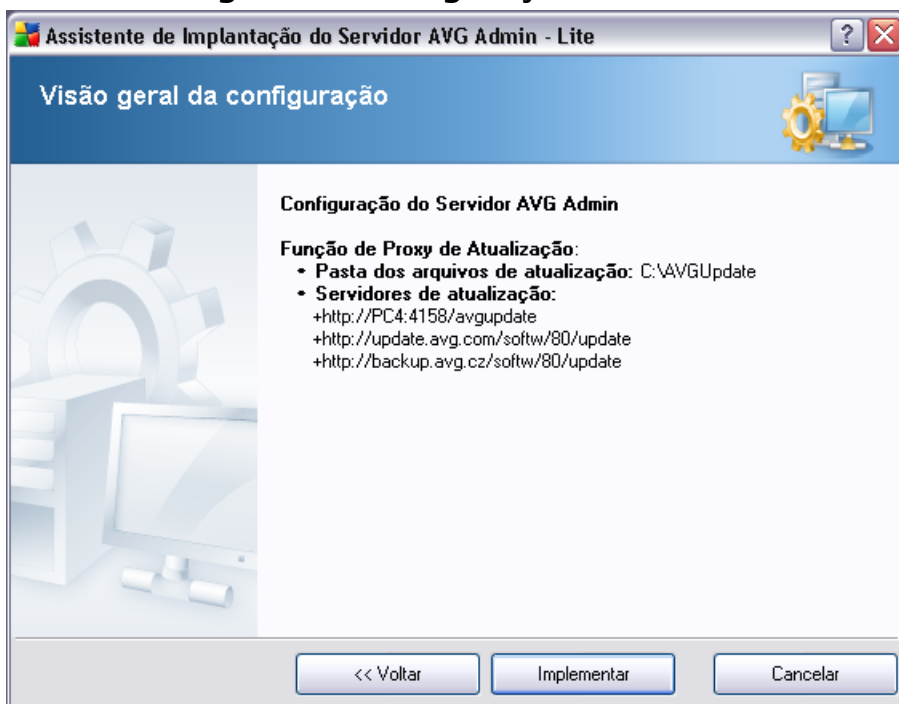 Assistente de Implantação do Servidor AVG Admin - Lite
Visão geral da configuração
Configuração do Servidor AVG Admin
Função de Proxy de Atualização:
• Pasta dos arquivos de atualização: C:\AVGUpdate
• Servidores de atualização:
+http://PC4:4158/avgupdate
+http://update.avg.com/softw/80/update
+http://backup.avg.cz/softw/80/update
<< Voltar
Implementar
Cancelar